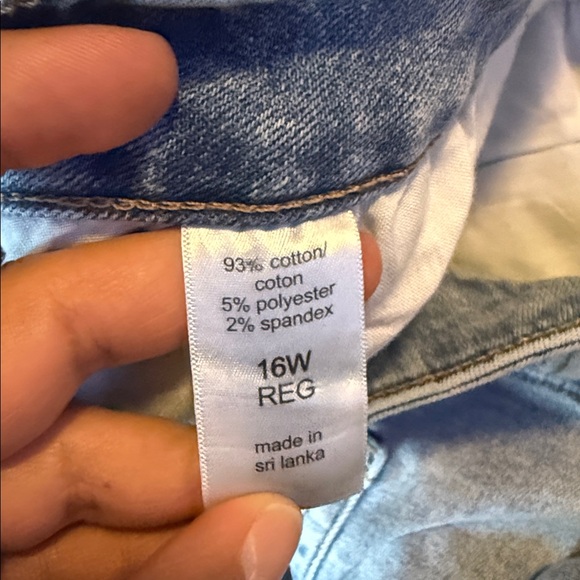 93% cotton/
coton
5% polyester
2% spandex
16W
REG
made in
sri lanka